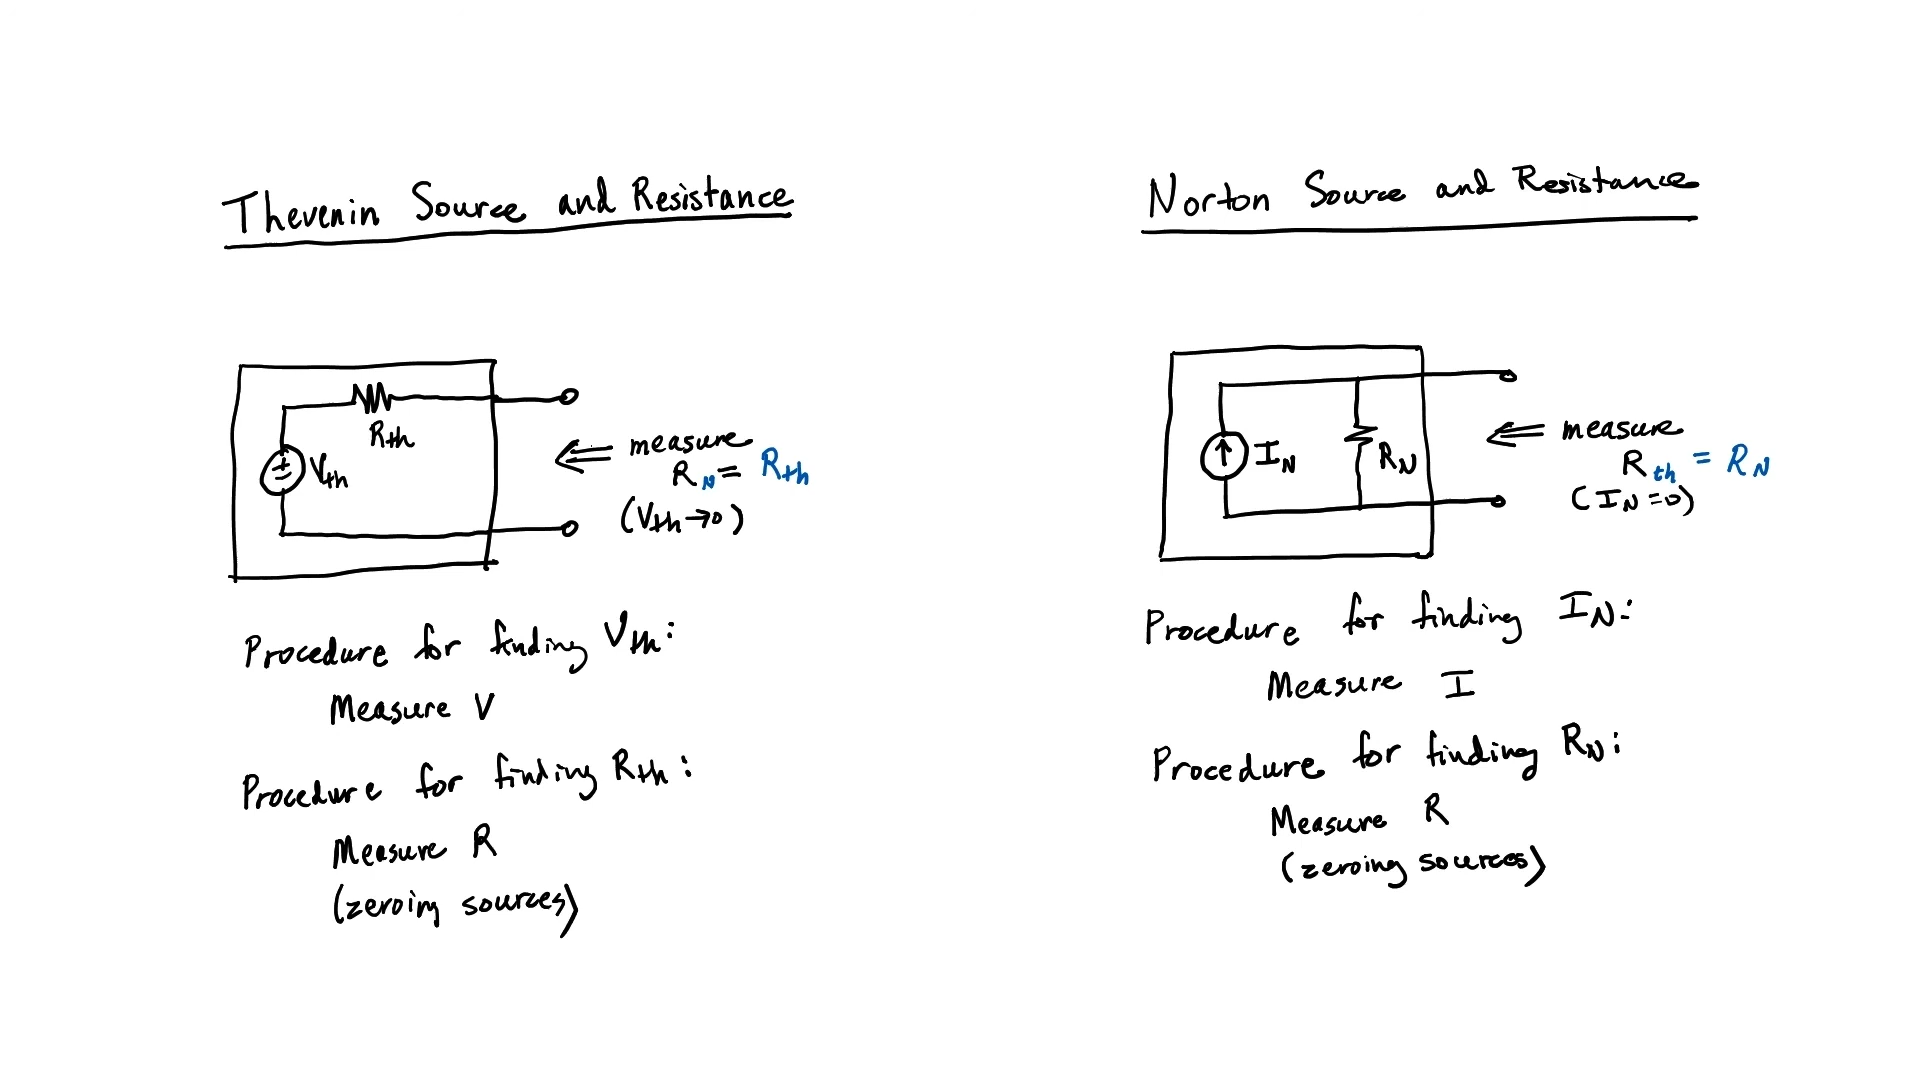 Thevenin Source and Resistance
Rth
Vth
+
measure
RN = Rth
(Vth → 0)
Procedure for finding Vth:
Measure V
Procedure for finding Rth:
Measure R
(zeroing sources)
Norton Source and Resistance
IN
RN
measure
Rth = RN
(IN = 0)
Procedure for finding IN:
Measure I
Procedure for finding RN:
Measure R
(zeroing sources)